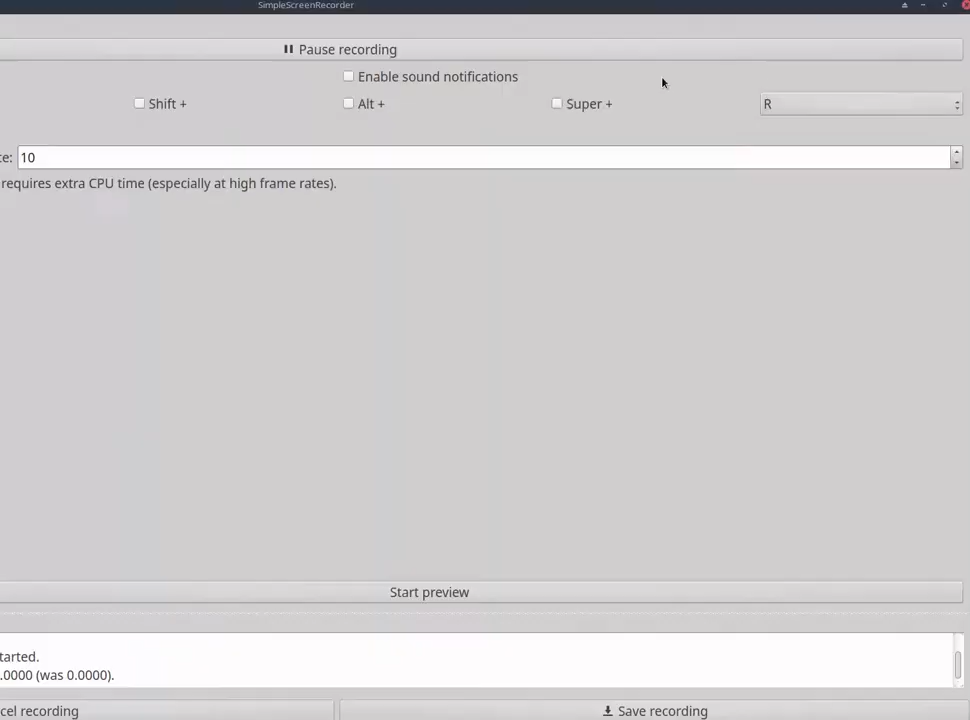 SimpleScreenRecorder
Pause recording
Enable sound notifications
Shift +
Alt +
Super +
R
te: 10
requires extra CPU time (especially at high frame rates).
Start preview
tarted.
.0000 (was 0.0000).
cel recording
Save recording